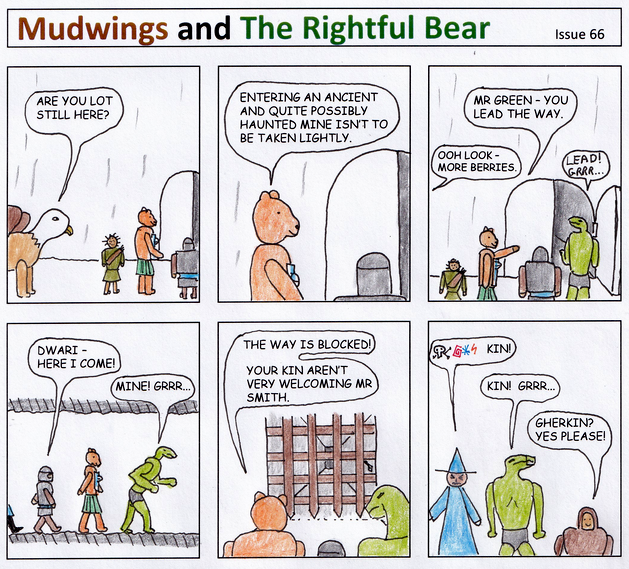 Mudwings and The Rightful Bear
Issue 66
ARE YOU LOT
STILL HERE?
ENTERING AN ANCIENT
AND QUITE POSSIBLY
HAUNTED MINE ISN'T TO
BE TAKEN LIGHTLY.
MR GREEN - YOU
LEAD THE WAY.
OOH LOOK -
MORE BERRIES.
LEAD!
GRRR...
DWARI -
HERE I COME!
MINE! GRRR...
THE WAY IS BLOCKED!
YOUR KIN AREN'T
VERY WELCOMING MR
SMITH.
KIN!
KIN! GRRR...
GHERKIN?
YES PLEASE!